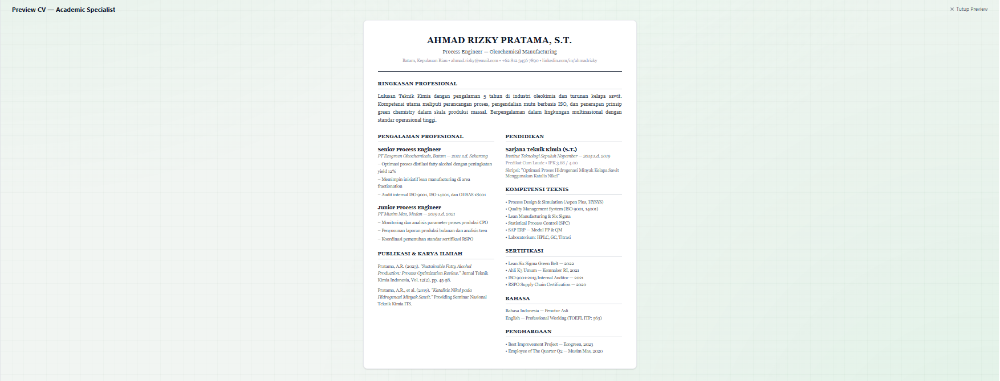 Preview CV — Academic Specialist
✕ Tutup Preview
AHMAD RIZKY PRATAMA, S.T.
Process Engineer — Oleochemical Manufacturing
Batam, Kepulauan Riau • ahmad.rizky@email.com • +62 812 3456 7890 • linkedin.com/in/ahmadrizky
RINGKASAN PROFESIONAL
Lulusan Teknik Kimia dengan pengalaman 5 tahun di industri oleokimia dan turunan kelapa sawit.
Kompetensi utama meliputi perancangan proses, pengendalian mutu berbasis ISO, dan penerapan prinsip
green chemistry dalam skala produksi massal. Berpengalaman dalam lingkungan multinasional dengan
standar operasional tinggi.
PENGALAMAN PROFESIONAL
Senior Process Engineer
PT Ecogreen Oleochemicals, Batam — 2021 s.d. Sekarang
– Optimasi proses distilasi fatty alcohol dengan peningkatan
yield 12%
– Memimpin inisiatif lean manufacturing di area
fractionation
– Audit internal ISO 9001, ISO 14001, dan OHSAS 18001
Junior Process Engineer
PT Musim Mas, Medan — 2019 s.d. 2021
– Monitoring dan analisis parameter proses produksi CPO
– Penyusunan laporan produksi bulanan dan analisis tren
– Koordinasi pemenuhan standar sertifikasi RSPO
PUBLIKASI & KARYA ILMIAH
Pratama, A.R. (2023). "Sustainable Fatty Alcohol
Production: Process Optimization Review." Jurnal Teknik
Kimia Indonesia, Vol. 12(2), pp. 45-58.
Pratama, A.R., et al. (2019). "Katalisis Nikel pada
Hidrogenasi Minyak Sawit." Prosiding Seminar Nasional
Teknik Kimia ITS.
PENDIDIKAN
Sarjana Teknik Kimia (S.T.)
Institut Teknologi Sepuluh Nopember — 2015 s.d. 2019
Predikat Cum Laude • IPK 3.68 / 4.00
Skripsi: "Optimasi Proses Hidrogenasi Minyak Kelapa Sawit
Menggunakan Katalis Nikel"
KOMPETENSI TEKNIS
• Process Design & Simulation (Aspen Plus, HYSYS)
• Quality Management System (ISO 9001, 14001)
• Lean Manufacturing & Six Sigma
• Statistical Process Control (SPC)
• SAP ERP — Modul PP & QM
• Laboratorium: HPLC, GC, Titrasi
SERTIFIKASI
• Lean Six Sigma Green Belt — 2022
• Ahli K3 Umum — Kemnaker RI, 2021
• ISO 9001:2015 Internal Auditor — 2021
• RSPO Supply Chain Certification — 2020
BAHASA
Bahasa Indonesia — Penutur Asli
English — Professional Working (TOEFL ITP: 563)
PENGHARGAAN
• Best Improvement Project — Ecogreen, 2023
• Employee of The Quarter Q2 — Musim Mas, 2020